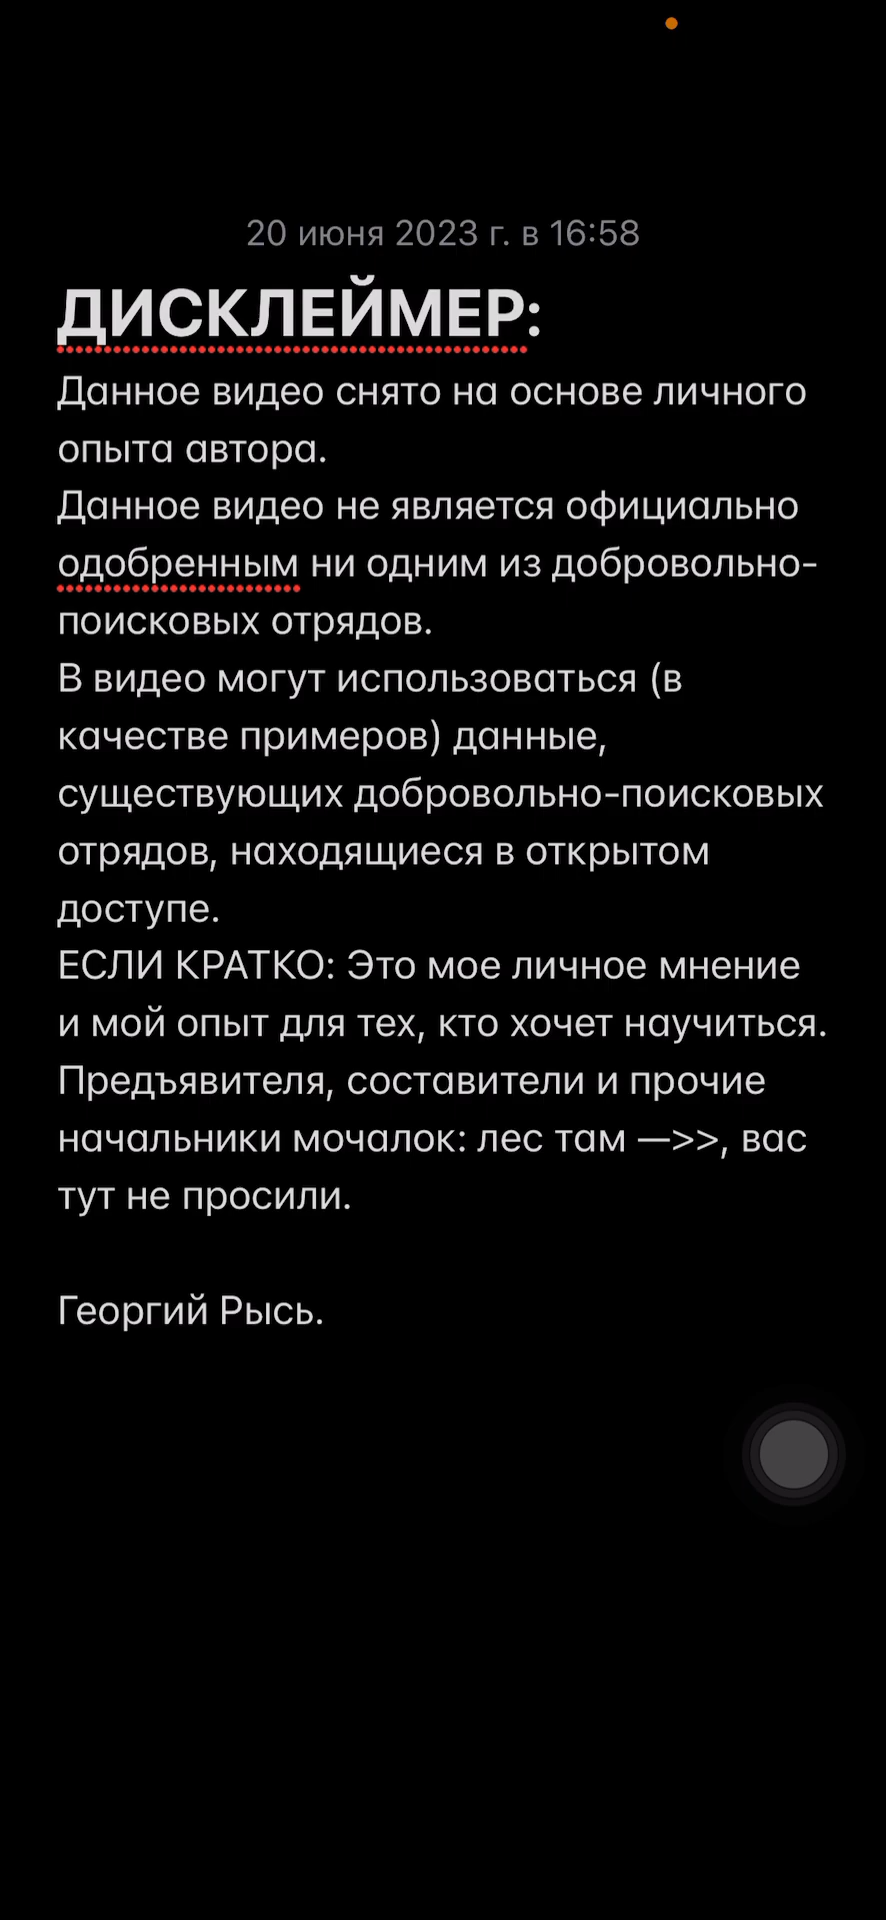 20 июня 2023 г. в 16:58
ДИСКЛЕЙМЕР:
Данное видео снято на основе личного
опыта автора.
Данное видео не является официально
одобренным ни одним из добровольно-
поисковых отрядов.
В видео могут использоваться (в
качестве примеров) данные,
существующих добровольно-поисковых
отрядов, находящиеся в открытом
доступе.
ЕСЛИ КРАТКО: Это мое личное мнение
и мой опыт для тех, кто хочет научиться.
Предъявителя, составители и прочие
начальники мочалок: лес там —>>, вас
тут не просили.
Георгий Рысь.